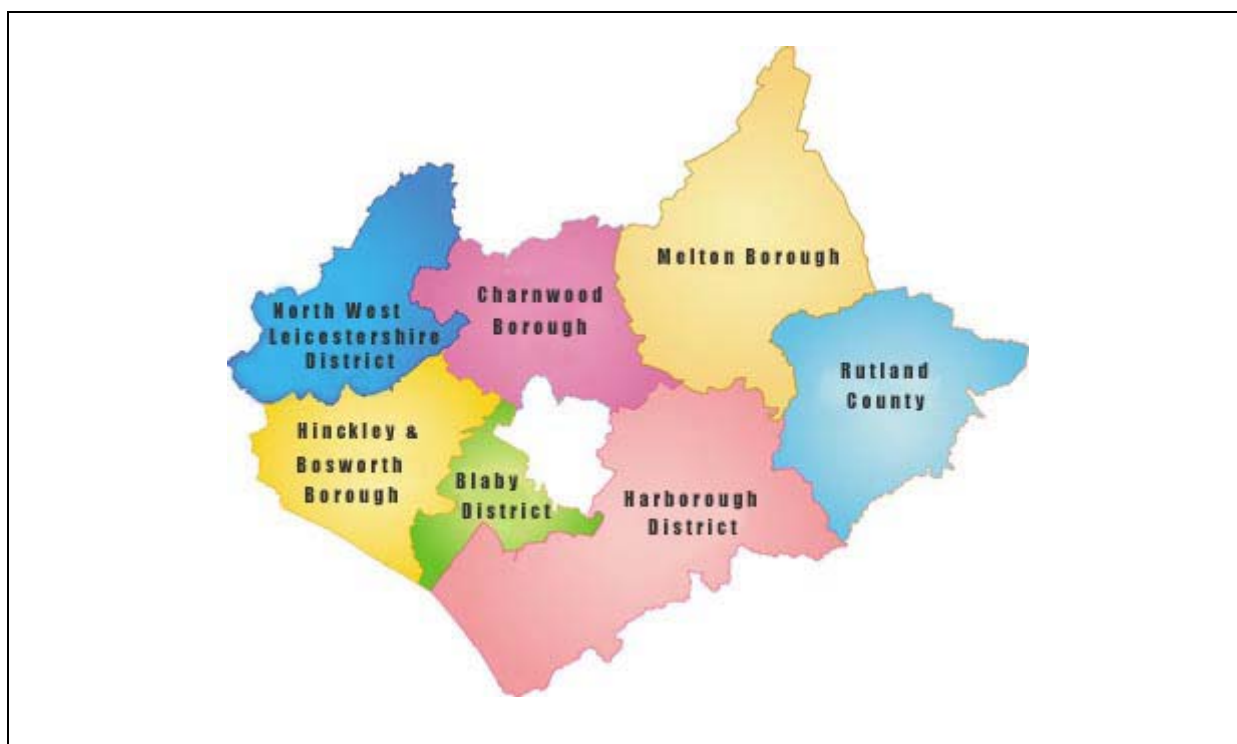 Melton Borough
Charnwood
Borough
North West
Leicestershire
District
Rutland
County
Hinckley &
Bosworth
Borough
Blaby
District
Harborough
District